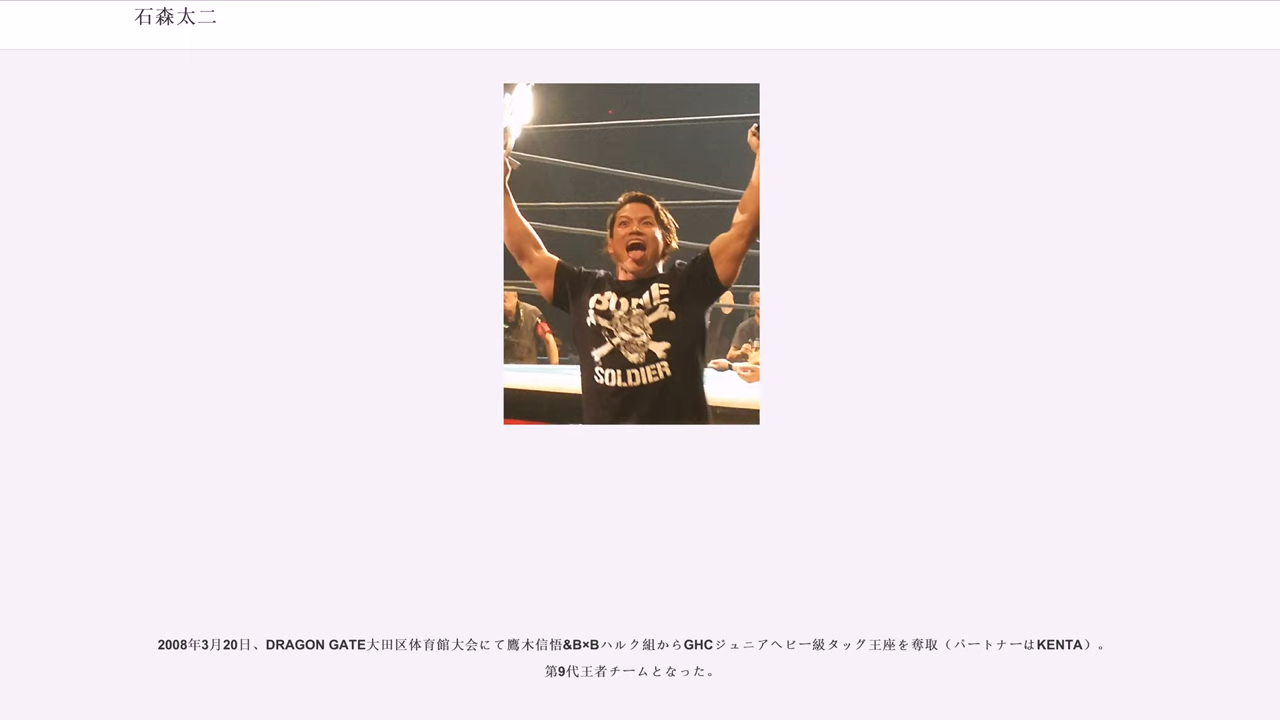 石森太二
BONE
SOLDIER
2008年3月20日、DRAGON GATE大田区体育館大会にて鷹木信悟&B×Bハルク組からGHCジュニアヘビー級タッグ王座を奪取（パートナーはKENTA）。
第9代王者チームとなった。